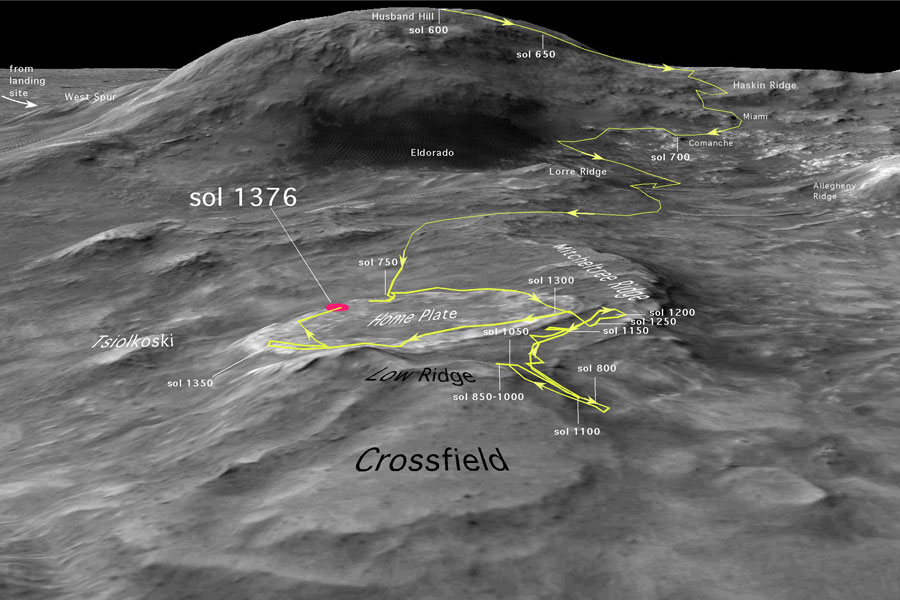 Husband Hill
sol 600
sol 650
from
landing
site
West Spur
Haskin Ridge
Miami
Comanche
sol 700
Eldorado
Lorre Ridge
Allegheny
Ridge
sol 1376
Mitcheltree Ridge
sol 750
sol 1300
Home Plate
sol 1200
sol 1250
sol 1150
sol 1050
Tsiolkoski
sol 1350
Low Ridge
sol 800
sol 850-1000
sol 1100
Crossfield